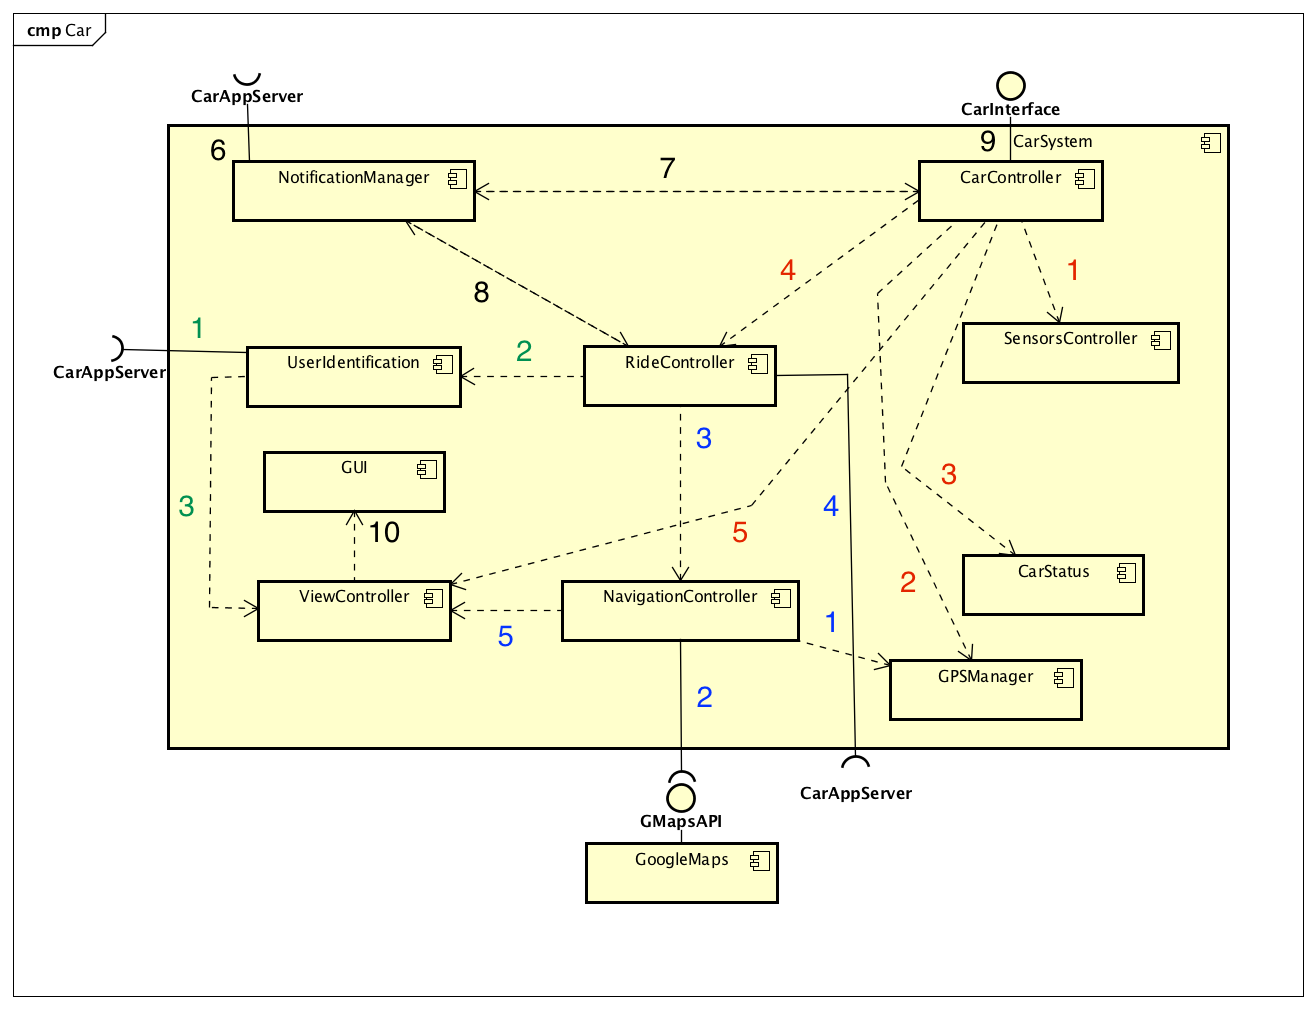 cmp Car
CarAppServer
CarInterface
6
9
CarSystem
NotificationManager
7
CarController
4
1
8
1
2
CarAppServer
UserIdentification
RideController
SensorsController
3
GUI
3
3
4
10
5
CarStatus
2
ViewController
NavigationController
5
1
GPSManager
2
CarAppServer
GMapsAPI
GoogleMaps